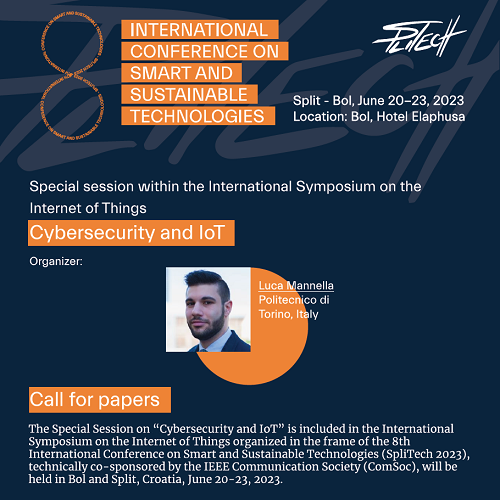 8
INTERNATIONAL
CONFERENCE ON
SMART AND
SUSTAINABLE
TECHNOLOGIES
SPLITECH
Split - Bol, June 20–23, 2023
Location: Bol, Hotel Elaphusa
Special session within the International Symposium on the
Internet of Things
Cybersecurity and IoT
Organizer:
Luca Mannella
Politecnico di
Torino, Italy
Call for papers
The Special Session on “Cybersecurity and IoT” is included in the International
Symposium on the Internet of Things organized in the frame of the 8th
International Conference on Smart and Sustainable Technologies (SpliTech 2023),
technically co-sponsored by the IEEE Communication Society (ComSoc), will be
held in Bol and Split, Croatia, June 20-23, 2023.